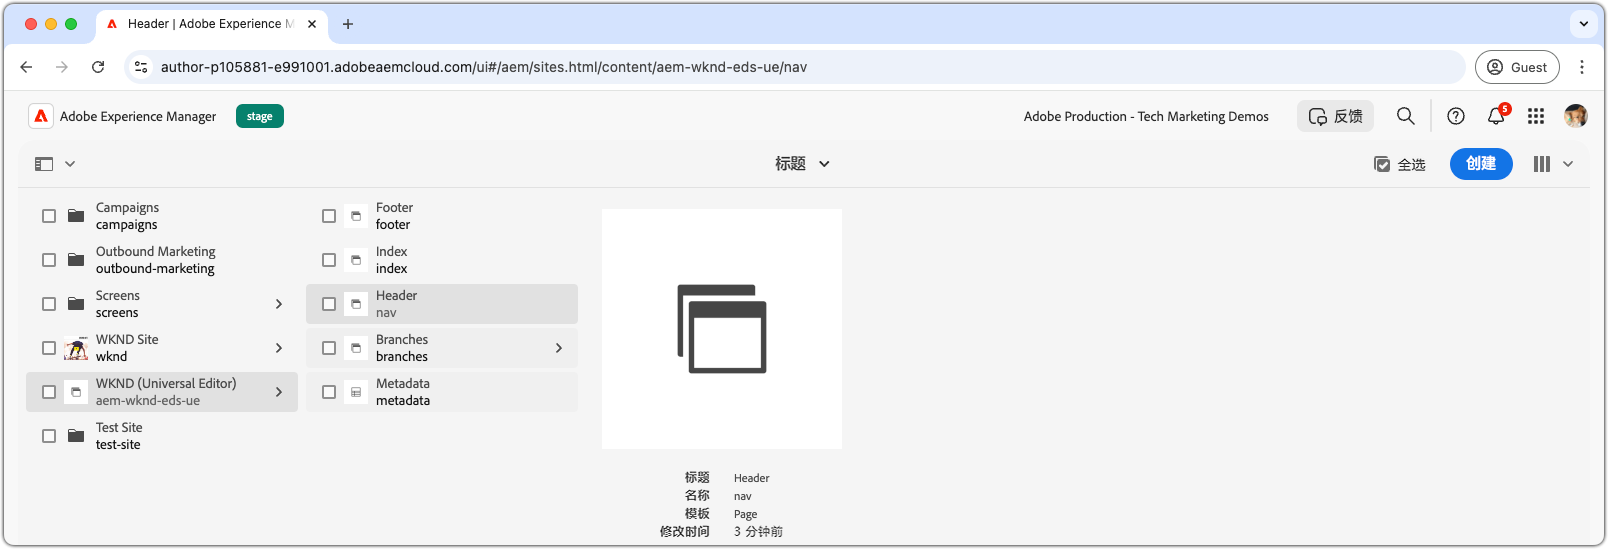 Header | Adobe Experience M
author-p105881-e991001.adobeaemcloud.com/ui#/aem/sites.html/content/aem-wknd-eds-ue/nav
Guest
Adobe Experience Manager
stage
Adobe Production - Tech Marketing Demos
反馈
5
标题
全选
创建
Campaigns
campaigns
Outbound Marketing
outbound-marketing
Screens
screens
WKND Site
wknd
WKND (Universal Editor)
aem-wknd-eds-ue
Test Site
test-site
Footer
footer
Index
index
Header
nav
Branches
branches
Metadata
metadata
标题 Header
名称 nav
模板 Page
修改时间 3 分钟前